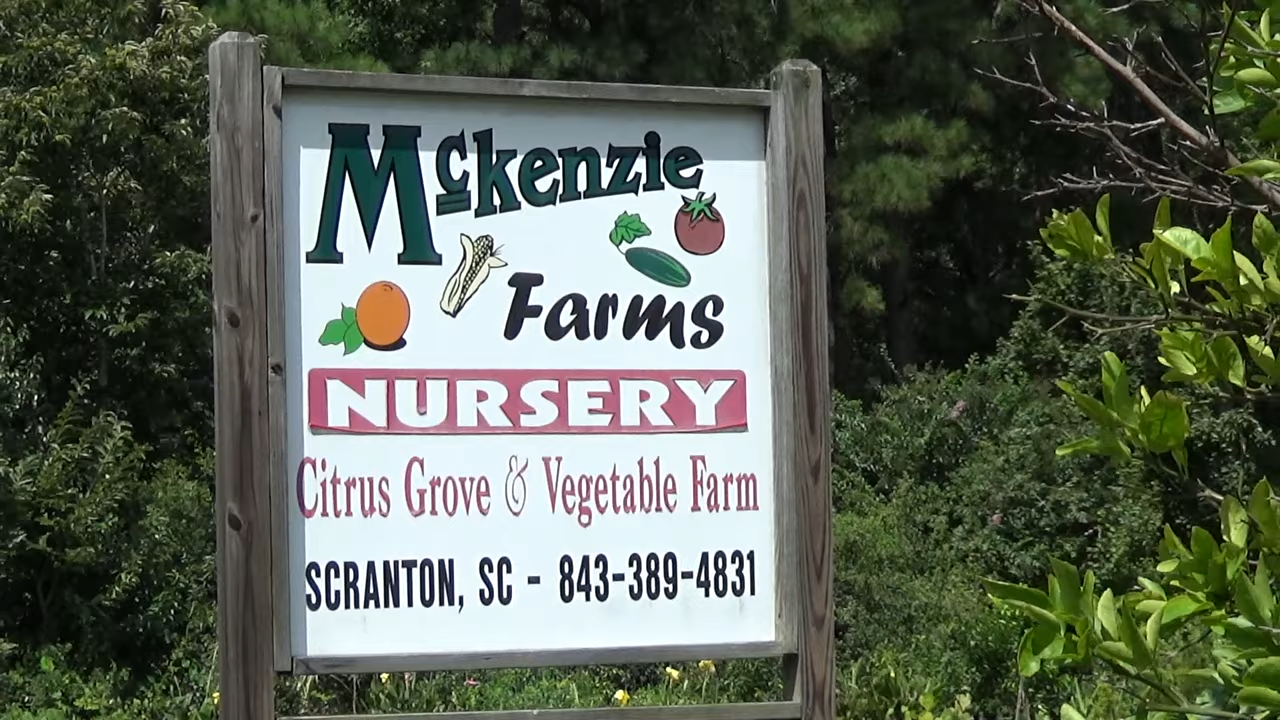 McKenzie
Farms
NURSERY
Citrus Grove & Vegetable Farm
SCRANTON, SC - 843-389-4831